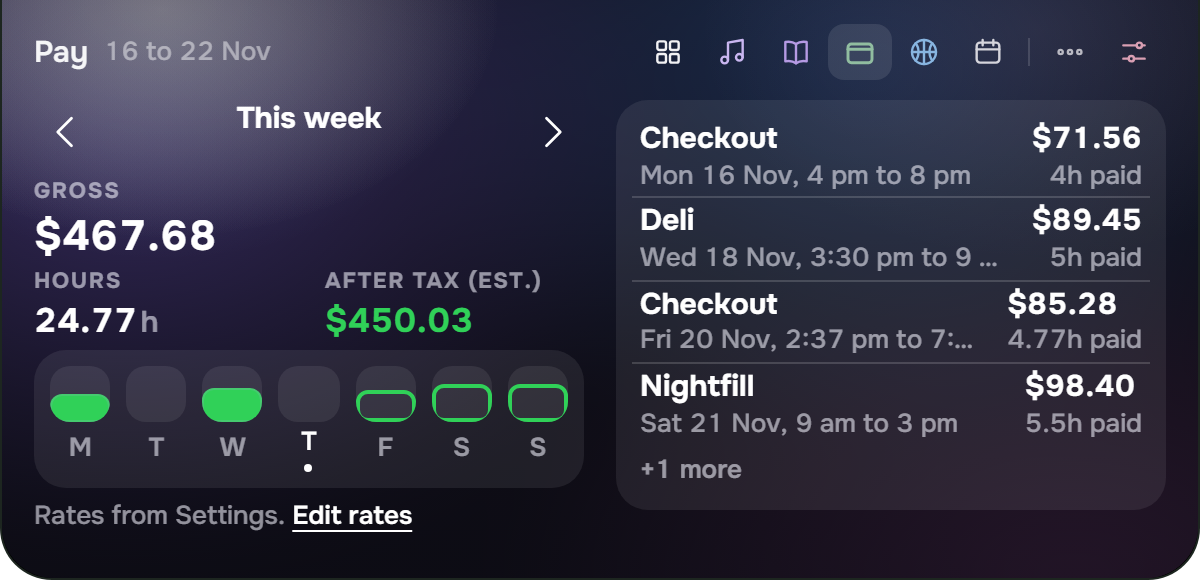 Pay 16 to 22 Nov
This week
GROSS
$467.68
HOURS
24.77h
AFTER TAX (EST.)
$450.03
M T W T F S S
Rates from Settings. Edit rates
Checkout $71.56
Mon 16 Nov, 4 pm to 8 pm 4h paid
Deli $89.45
Wed 18 Nov, 3:30 pm to 9 ... 5h paid
Checkout $85.28
Fri 20 Nov, 2:37 pm to 7:... 4.77h paid
Nightfill $98.40
Sat 21 Nov, 9 am to 3 pm 5.5h paid
+1 more